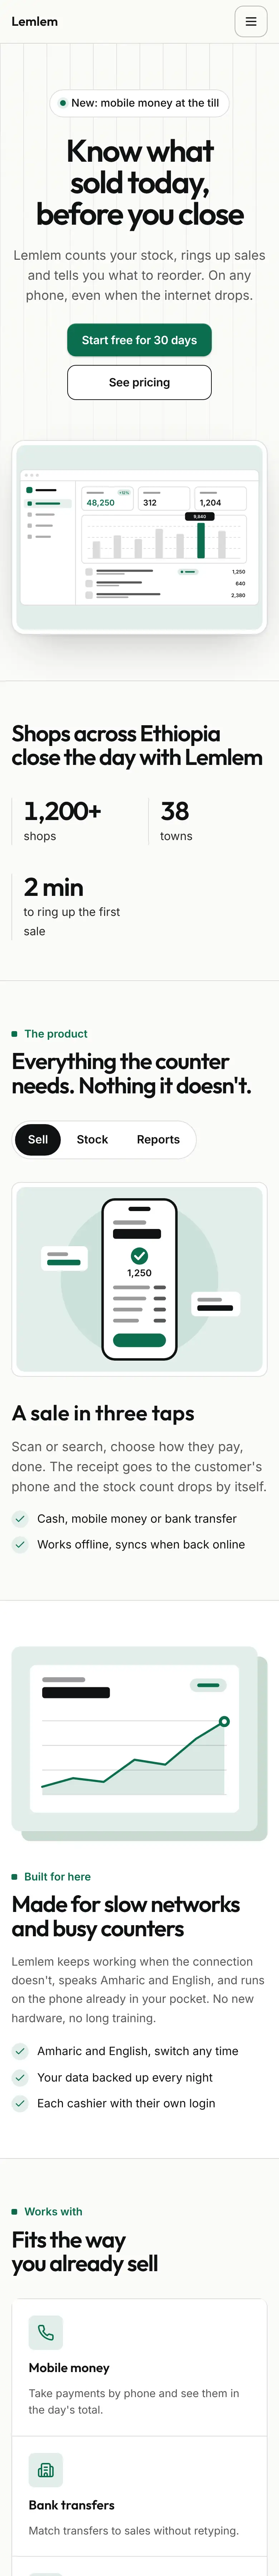 Lemlem
New: mobile money at the till
Know what
sold today,
before you close
Lemlem counts your stock, rings up sales
and tells you what to reorder. On any
phone, even when the internet drops.
Start free for 30 days
See pricing
+12%
48,250
312
1,204
9,640
1,250
640
2,380
Shops across Ethiopia
close the day with Lemlem
1,200+
shops
38
towns
2 min
to ring up the first
sale
The product
Everything the counter
needs. Nothing it doesn't.
Sell
Stock
Reports
1,250
A sale in three taps
Scan or search, choose how they pay,
done. The receipt goes to the customer's
phone and the stock count drops by itself.
Cash, mobile money or bank transfer
Works offline, syncs when back online
Built for here
Made for slow networks
and busy counters
Lemlem keeps working when the connection
doesn't, speaks Amharic and English, and runs
on the phone already in your pocket. No new
hardware, no long training.
Amharic and English, switch any time
Your data backed up every night
Each cashier with their own login
Works with
Fits the way
you already sell
Mobile money
Take payments by phone and see them in
the day's total.
Bank transfers
Match transfers to sales without retyping.